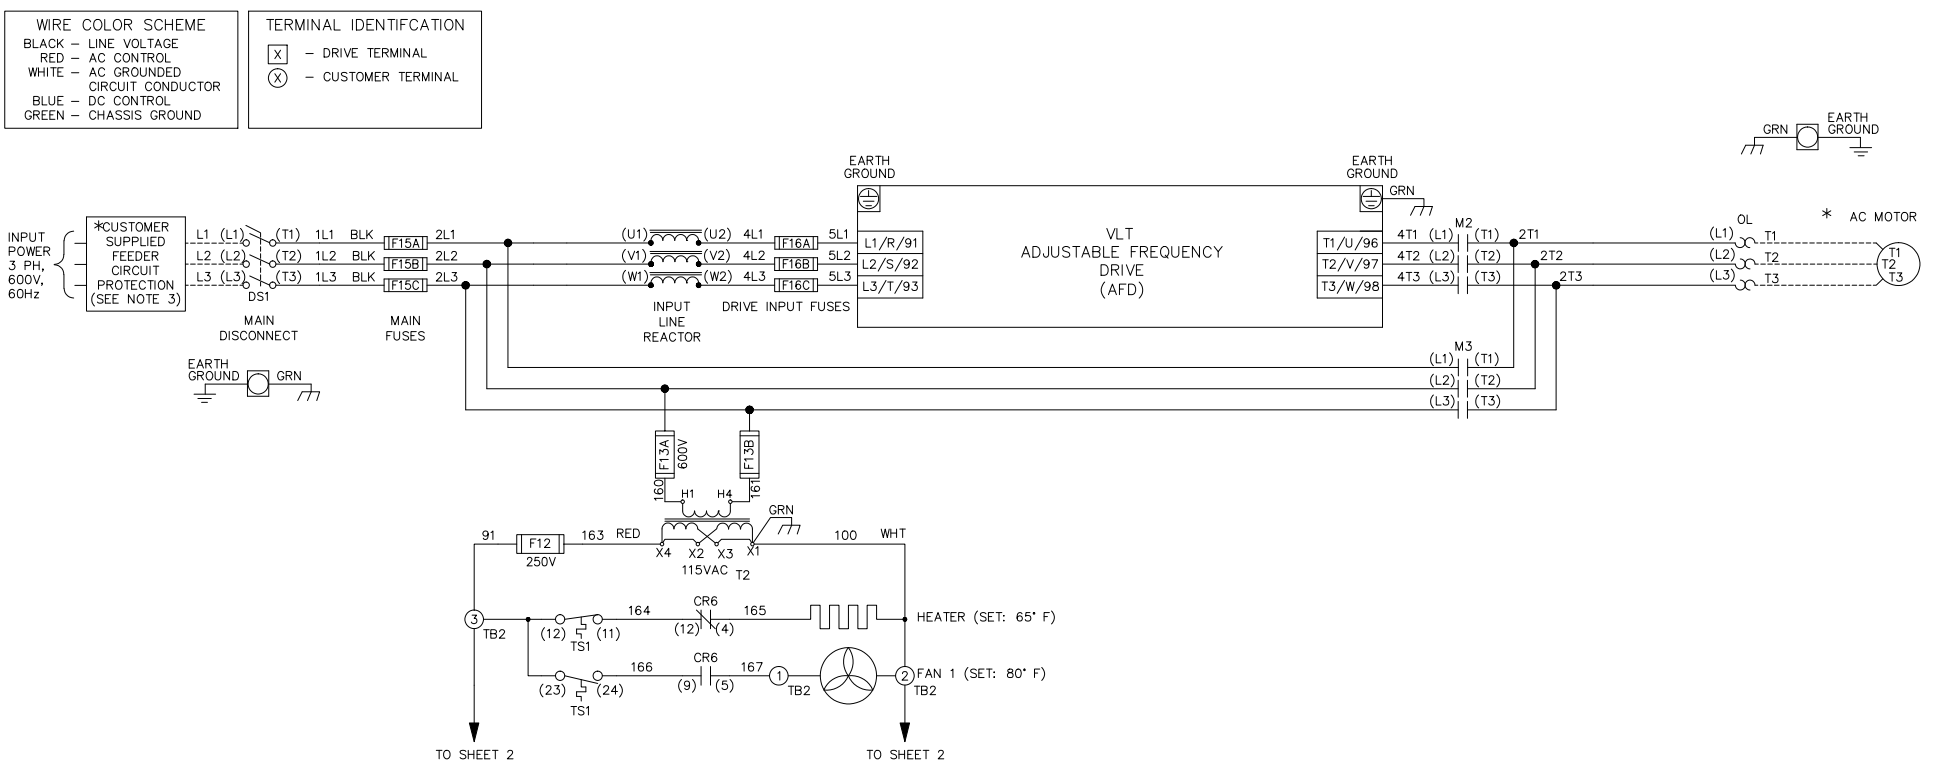 WIRE COLOR SCHEME
BLACK – LINE VOLTAGE
RED – AC CONTROL
WHITE – AC GROUNDED
CIRCUIT CONDUCTOR
BLUE – DC CONTROL
GREEN – CHASSIS GROUND
TERMINAL IDENTIFCATION
X – DRIVE TERMINAL
X – CUSTOMER TERMINAL
GRN
EARTH
GROUND
INPUT
POWER
3 PH,
600V,
60Hz
*CUSTOMER
SUPPLIED
FEEDER
CIRCUIT
PROTECTION
(SEE NOTE 3)
L1 (L1) (T1) 1L1 BLK F15A 2L1
L2 (L2) (T2) 1L2 BLK F15B 2L2
L3 (L3) (T3) 1L3 BLK F15C 2L3
DS1
MAIN
DISCONNECT
MAIN
FUSES
(U1) (U2) 4L1 F16A 5L1
(V1) (V2) 4L2 F16B 5L2
(W1) (W2) 4L3 F16C 5L3
INPUT
LINE
REACTOR
DRIVE INPUT FUSES
EARTH
GROUND
L1/R/91
L2/S/92
L3/T/93
VLT
ADJUSTABLE FREQUENCY
DRIVE
(AFD)
EARTH
GROUND
GRN
T1/U/96
T2/V/97
T3/W/98
M2
4T1 (L1) (T1) 2T1
4T2 (L2) (T2) 2T2
4T3 (L3) (T3) 2T3
OL
(L1) T1
(L2) T2
(L3) T3
* AC MOTOR
T1
T2
T3
EARTH
GROUND
GRN
M3
(L1) (T1)
(L2) (T2)
(L3) (T3)
F13A
600V
F13B
160
H1 H4
161
GRN
91
F12
250V
163 RED
X4 X2 X3 X1
115VAC T2
100 WHT
3
TB2
(12) (11)
TS1
164
CR6
(12) (4)
165
HEATER (SET: 65° F)
(23) (24)
TS1
166
CR6
(9) (5)
167
1
TB2
2
TB2
FAN 1 (SET: 80° F)
TO SHEET 2
TO SHEET 2